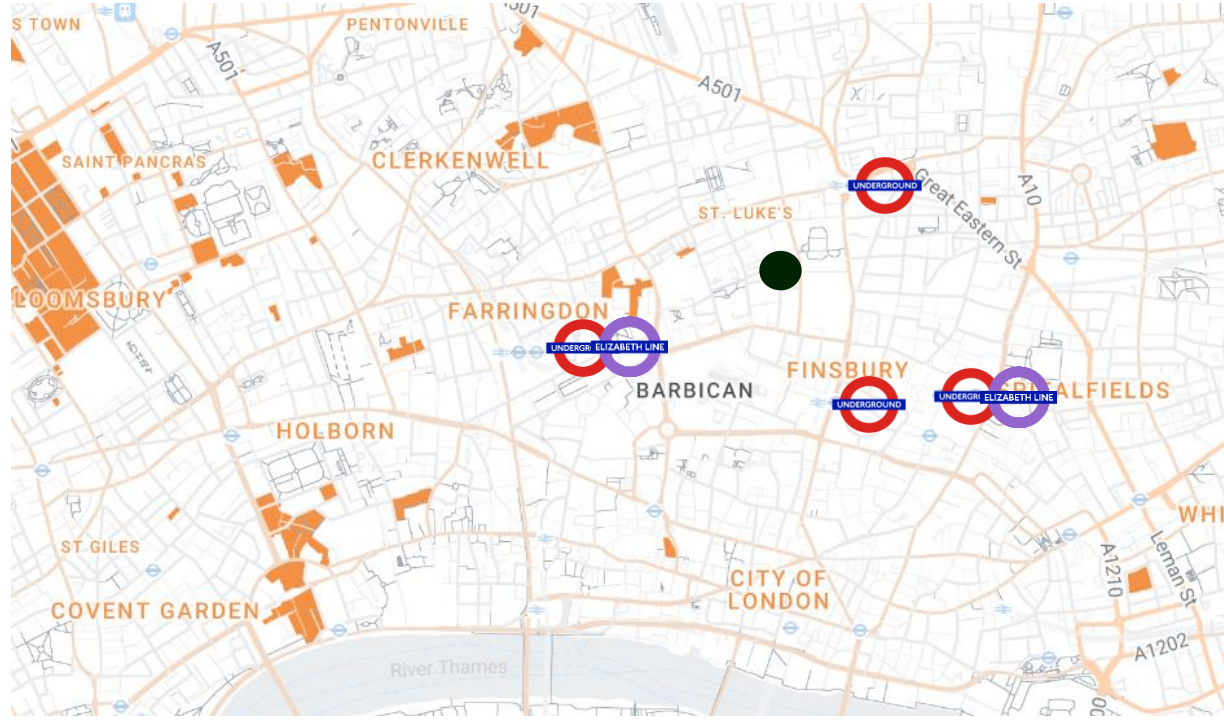 S TOWN
PENTONVILLE
A501
A501
SAINT PANCRAS
CLERKENWELL
ST. LUKE'S
UNDERGROUND
Great Eastern St
A10
LOOMSBURY
FARRINGDON
UNDERGR
ELIZABETH LINE
BARBICAN
FINSBURY
UNDERGROUND
UNDERG
ELIZABETH LINE
ALFIELDS
HOLBORN
ST GILES
COVENT GARDEN
CITY OF
LONDON
WHI
A1210
Leman St
A1202
River Thames